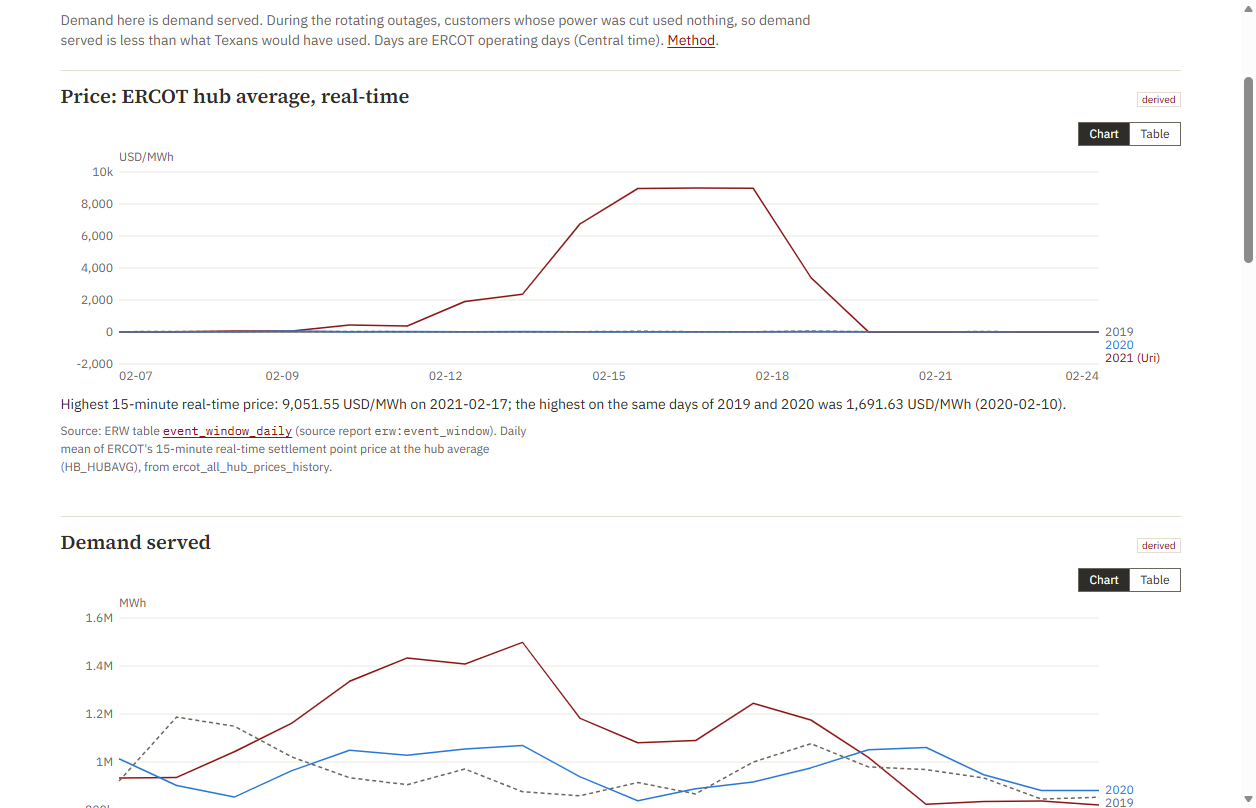 Demand here is demand served. During the rotating outages, customers whose power was cut used nothing, so demand
served is less than what Texans would have used. Days are ERCOT operating days (Central time). Method.
Price: ERCOT hub average, real-time
derived
Chart
Table
USD/MWh
10k
8,000
6,000
4,000
2,000
0
-2,000
02-07
02-09
02-12
02-15
02-18
02-21
02-24
2019
2020
2021 (Uri)
Highest 15-minute real-time price: 9,051.55 USD/MWh on 2021-02-17; the highest on the same days of 2019 and 2020 was 1,691.63 USD/MWh (2020-02-10).
Source: ERW table event_window_daily (source report erw:event_window). Daily
mean of ERCOT's 15-minute real-time settlement point price at the hub average
(HB_HUBAVG), from ercot_all_hub_prices_history.
Demand served
derived
Chart
Table
MWh
1.6M
1.4M
1.2M
1M
2020
2019